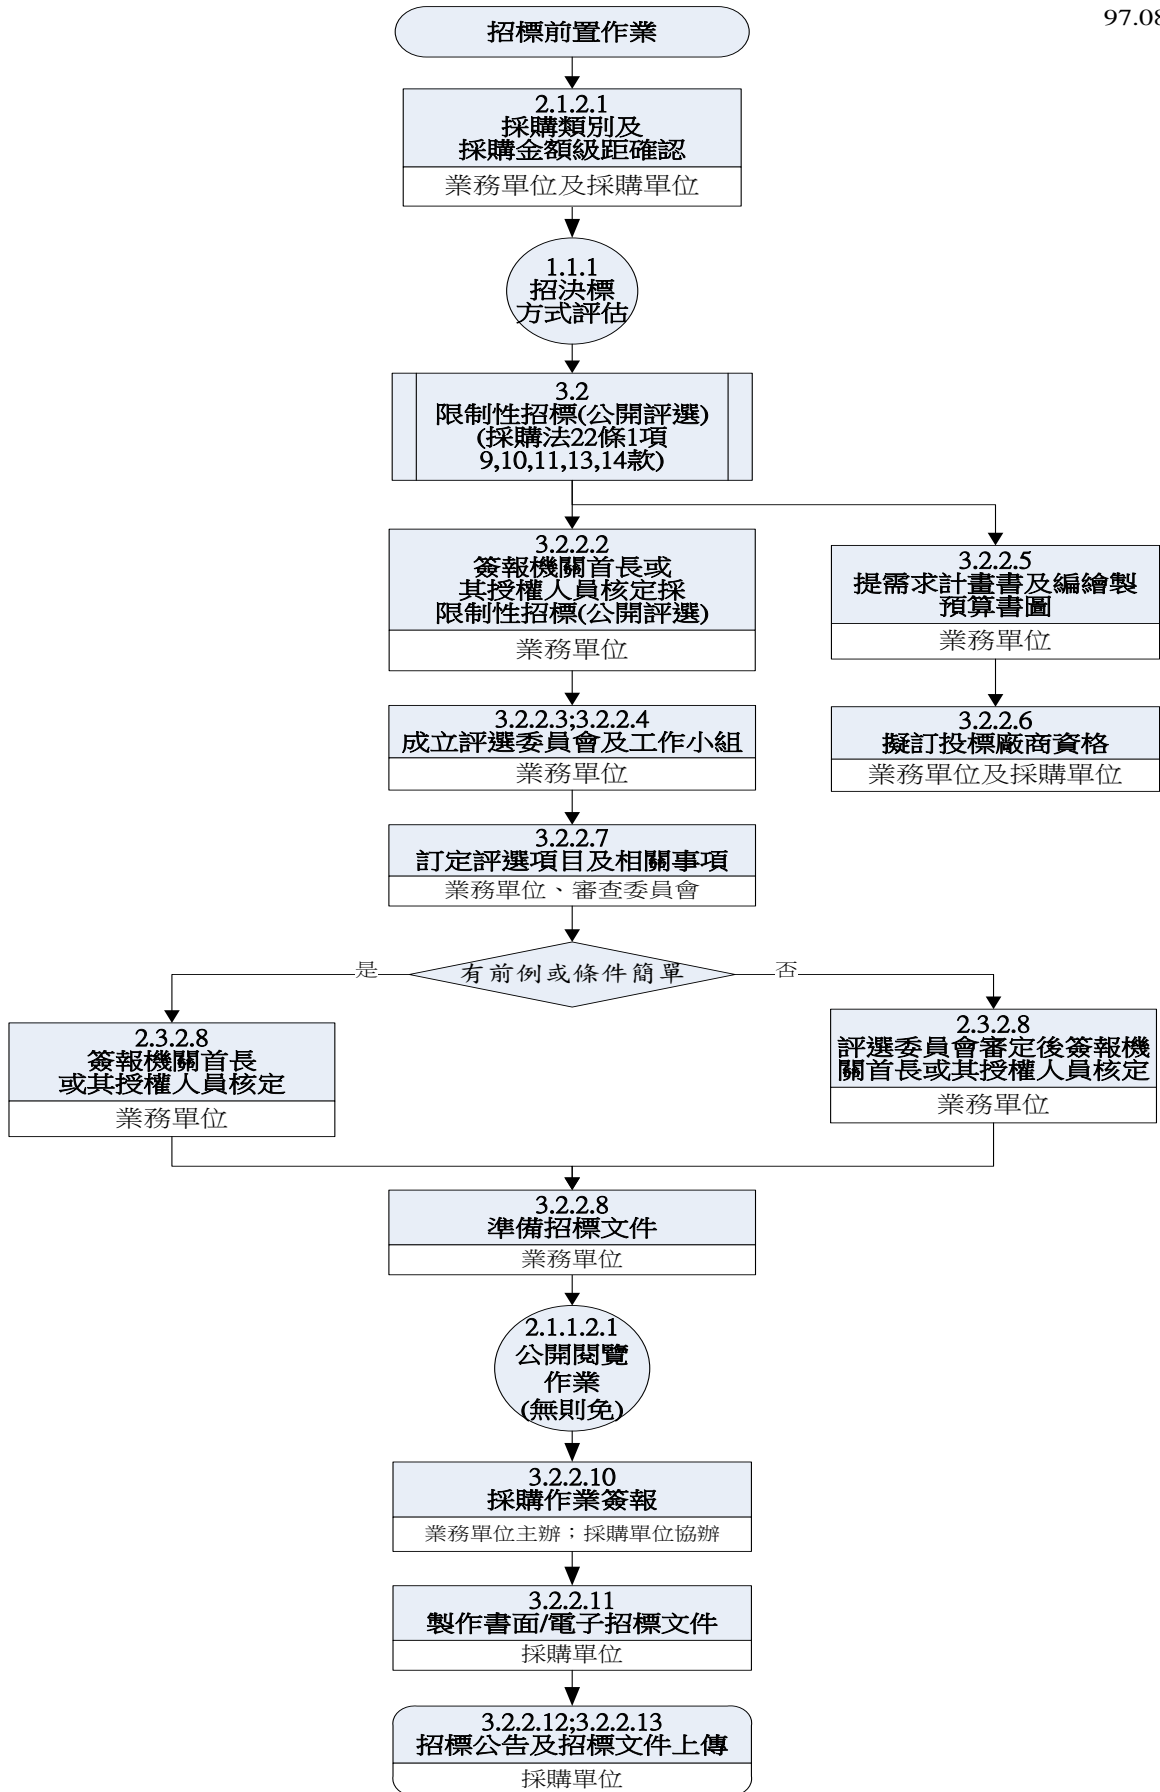 97.08
招標前置作業
2.1.2.1
採購類別及
採購金額級距確認
業務單位及採購單位
1.1.1
招決標
方式評估
3.2
限制性招標(公開評選)
(採購法22條1項
9,10,11,13,14款)
3.2.2.2
簽報機關首長或
其授權人員核定採
限制性招標(公開評選)
業務單位
3.2.2.5
提需求計畫書及編繪製
預算書圖
業務單位
3.2.2.3;3.2.2.4
成立評選委員會及工作小組
業務單位
3.2.2.6
擬訂投標廠商資格
業務單位及採購單位
3.2.2.7
訂定評選項目及相關事項
業務單位、審查委員會
有前例或條件簡單
是
否
2.3.2.8
簽報機關首長
或其授權人員核定
業務單位
2.3.2.8
評選委員會審定後簽報機
關首長或其授權人員核定
業務單位
3.2.2.8
準備招標文件
業務單位
2.1.1.2.1
公開閱覽
作業
(無則免)
3.2.2.10
採購作業簽報
業務單位主辦；採購單位協辦
3.2.2.11
製作書面/電子招標文件
採購單位
3.2.2.12;3.2.2.13
招標公告及招標文件上傳
採購單位